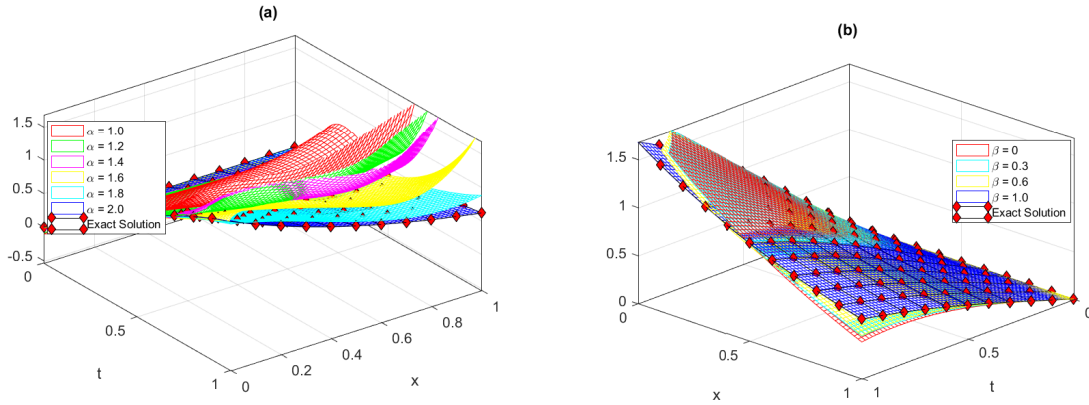 (a)
1.5
1
0.5
0
-0.5
α = 1.0
α = 1.2
α = 1.4
α = 1.6
α = 1.8
α = 2.0
Exact Solution
0
0.5
1
t
0
0.2
0.4
0.6
0.8
1
x
(b)
1.5
1
0.5
0
β = 0
β = 0.3
β = 0.6
β = 1.0
Exact Solution
0
0.5
1
x
0
0.5
1
t